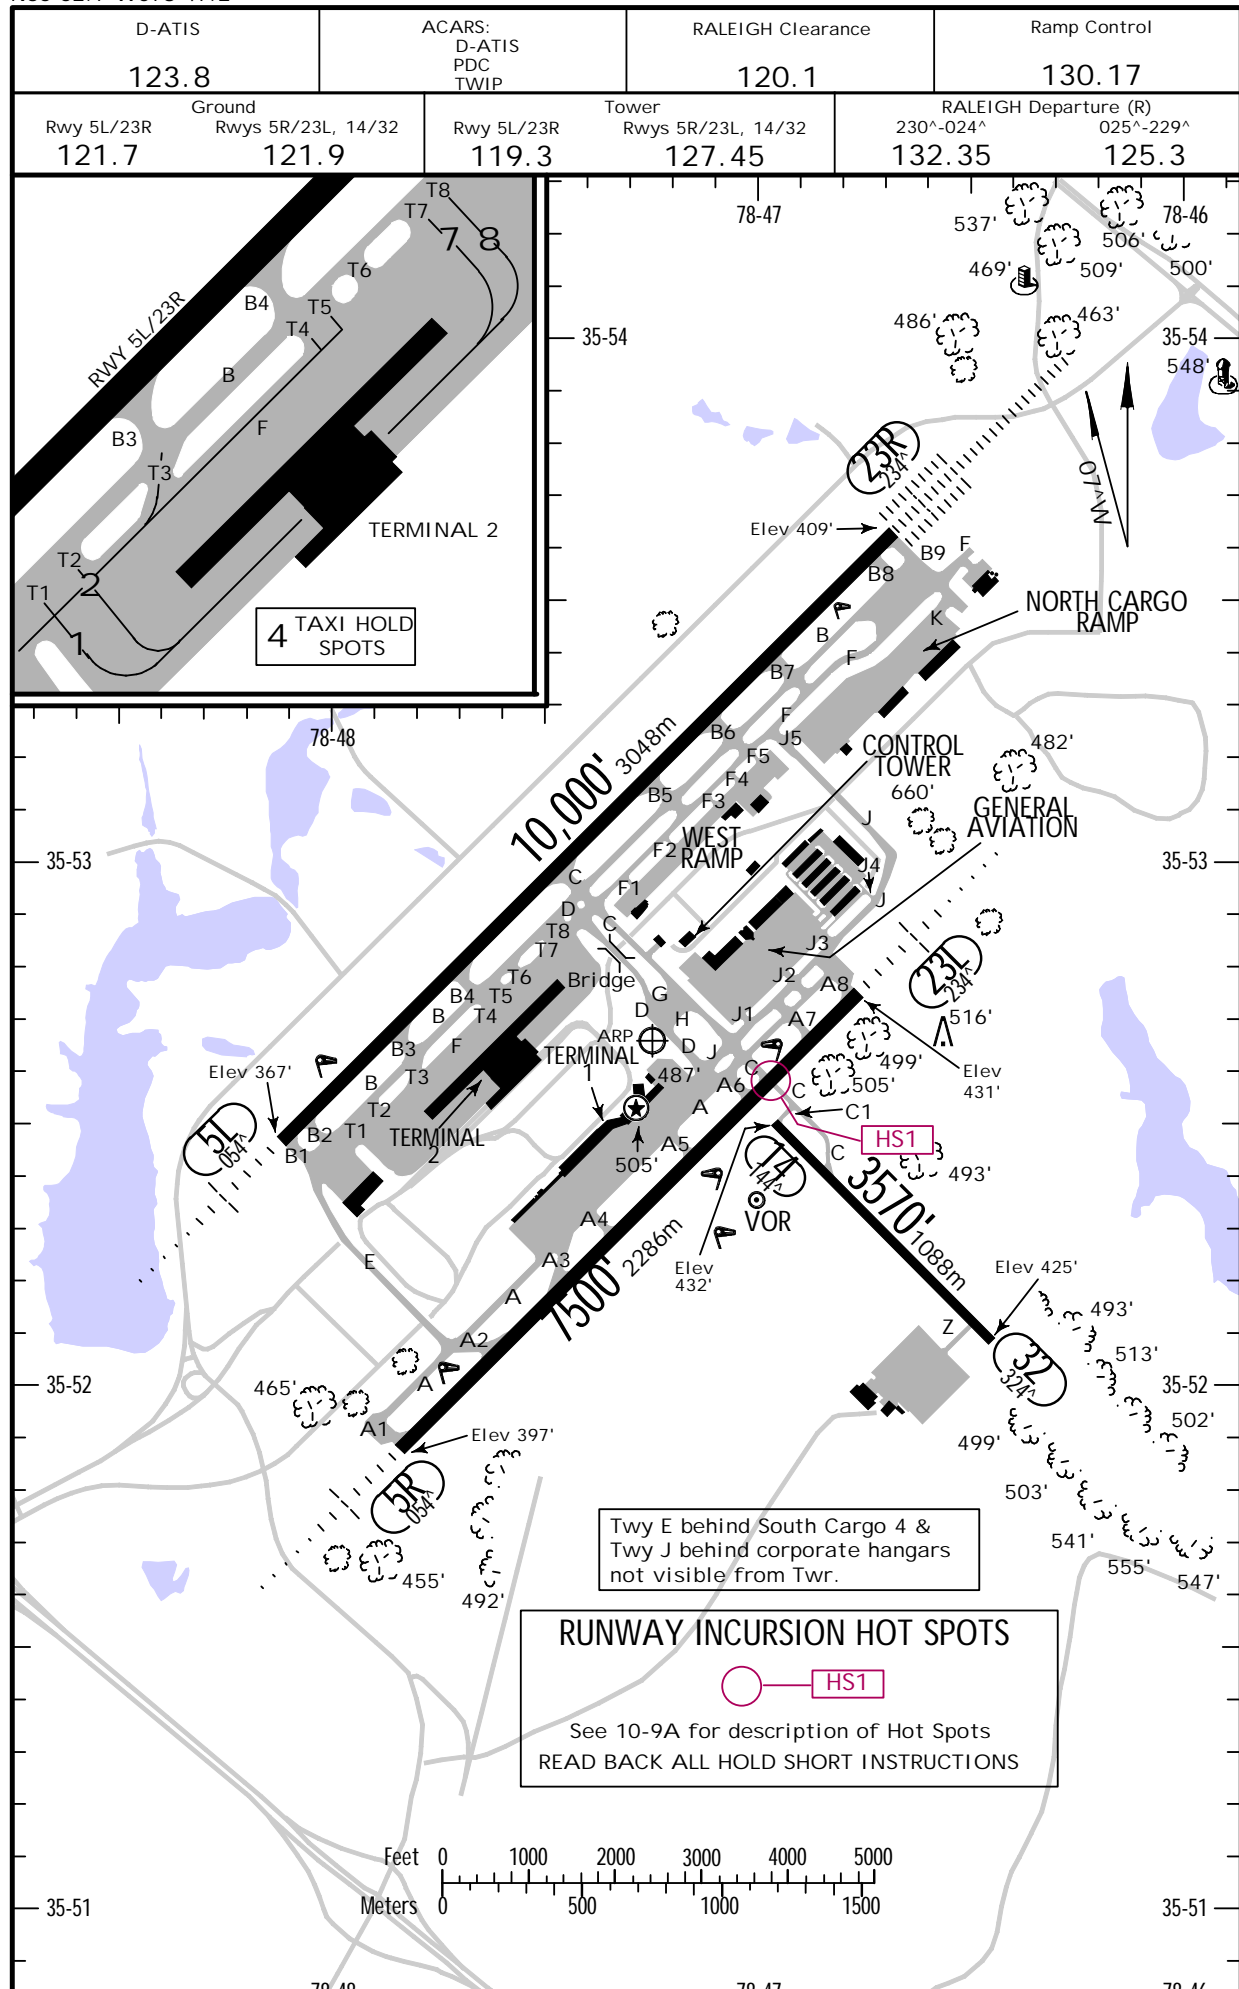 D-ATIS
123.8
ACARS:
D-ATIS
PDC
TWIP
RALEIGH Clearance
120.1
Ramp Control
130.17
Ground
Rwy 5L/23R
121.7
Rwys 5R/23L, 14/32
121.9
Tower
Rwy 5L/23R
119.3
Rwys 5R/23L, 14/32
127.45
RALEIGH Departure (R)
230^-024^
132.35
025^-229^
125.3
T8
T7
7
8
T6
B4
T5
T4
RWY 5L/23R
B
F
B3
T3
TERMINAL 2
T2
2
T1
1
4 TAXI HOLD
SPOTS
78-47
78-46
537'
506'
509'
500'
469'
486'
463'
35-54
35-54
548'
07^W
23R
234^
Elev 409'
B9
F
B8
NORTH CARGO
RAMP
K
B
F
B7
78-48
3048m
10,000'
B6
F
J5
F5
CONTROL
TOWER
482'
B5
F4
F3
660'
GENERAL
AVIATION
J
WEST
RAMP
35-53
F2
35-53
J4
C
F1
J
D
C
T8
T7
J3
23L
234^
T6
Bridge
J2
A8
B4
T5
G
B
T4
D
H
J1
A7
516'
ARP
D
499'
B3
F
J
TERMINAL
1
C
Elev
431'
Elev 367'
T3
487'
A6
C
505'
B
5L
054^
T2
A
C1
B2
T1
TERMINAL
2
A5
HS1
B1
505'
14
144^
C
493'
3570'
1088m
VOR
A4
2286m
7500'
E
A3
Elev
432'
Elev 425'
A
493'
Z
A2
513'
32
324^
35-52
A
35-52
465'
502'
A1
Elev 397'
499'
5R
054^
503'
541'
555'
547'
455'
492'
Twy E behind South Cargo 4 &
Twy J behind corporate hangars
not visible from Twr.
RUNWAY INCURSION HOT SPOTS
HS1
See 10-9A for description of Hot Spots
READ BACK ALL HOLD SHORT INSTRUCTIONS
Feet 0 1000 2000 3000 4000 5000
Meters 0 500 1000 1500
35-51
35-51